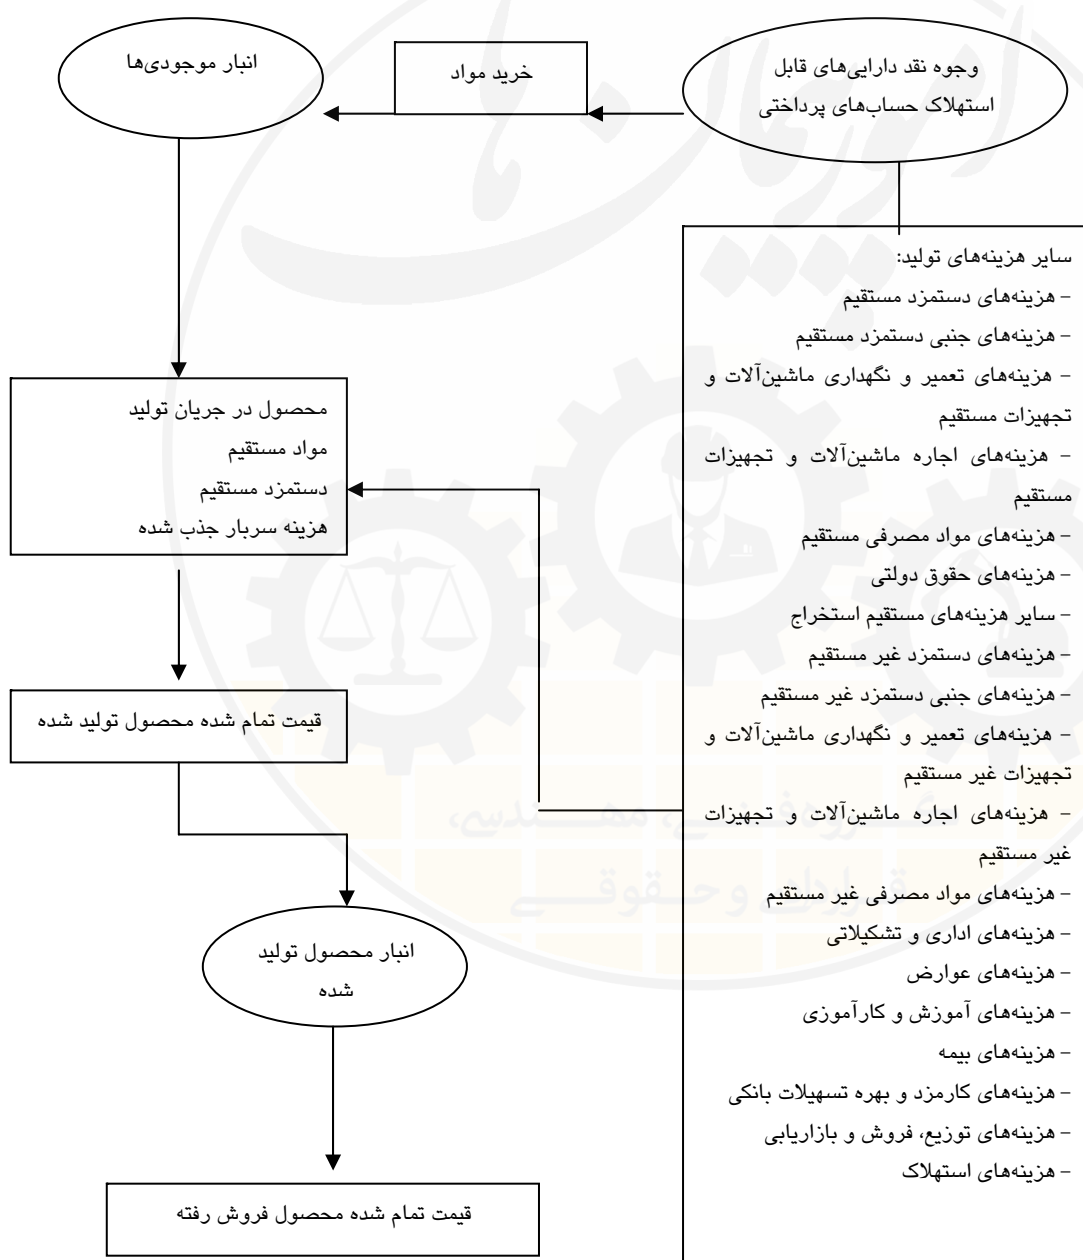 وجوه نقد دارایی‌های قابل
استهلاک حساب‌های پرداختی
خرید مواد
انبار موجودی‌ها
سایر هزینه‌های تولید:
- هزینه‌های دستمزد مستقیم
- هزینه‌های جنبی دستمزد مستقیم
- هزینه‌های تعمیر و نگهداری ماشین‌آلات و
تجهیزات مستقیم
- هزینه‌های اجاره ماشین‌آلات و تجهیزات
مستقیم
- هزینه‌های مواد مصرفی مستقیم
- هزینه‌های حقوق دولتی
- سایر هزینه‌های مستقیم استخراج
- هزینه‌های دستمزد غیر مستقیم
- هزینه‌های جنبی دستمزد غیر مستقیم
- هزینه‌های تعمیر و نگهداری ماشین‌آلات و
تجهیزات غیر مستقیم
- هزینه‌های اجاره ماشین‌آلات و تجهیزات
غیر مستقیم
- هزینه‌های مواد مصرفی غیر مستقیم
- هزینه‌های اداری و تشکیلاتی
- هزینه‌های عوارض
- هزینه‌های آموزش و کارآموزی
- هزینه‌های بیمه
- هزینه‌های کارمزد و بهره تسهیلات بانکی
- هزینه‌های توزیع، فروش و بازاریابی
- هزینه‌های استهلاک
محصول در جریان تولید
مواد مستقیم
دستمزد مستقیم
هزینه سربار جذب شده
قیمت تمام شده محصول تولید شده
انبار محصول تولید
شده
قیمت تمام شده محصول فروش رفته